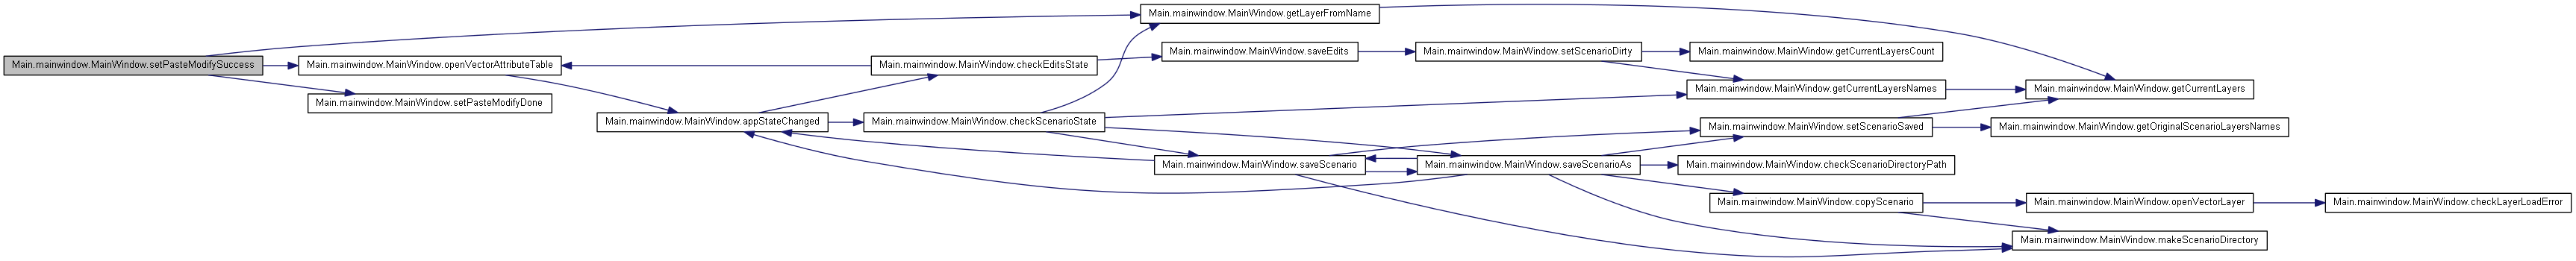 Main.mainwindow.MainWindow.setPasteModifySuccess
Main.mainwindow.MainWindow.openVectorAttributeTable
Main.mainwindow.MainWindow.setPasteModifyDone
Main.mainwindow.MainWindow.appStateChanged
Main.mainwindow.MainWindow.checkEditsState
Main.mainwindow.MainWindow.checkScenarioState
Main.mainwindow.MainWindow.getLayerFromName
Main.mainwindow.MainWindow.saveEdits
Main.mainwindow.MainWindow.saveScenario
Main.mainwindow.MainWindow.setScenarioDirty
Main.mainwindow.MainWindow.saveScenarioAs
Main.mainwindow.MainWindow.getCurrentLayersCount
Main.mainwindow.MainWindow.getCurrentLayersNames
Main.mainwindow.MainWindow.setScenarioSaved
Main.mainwindow.MainWindow.checkScenarioDirectoryPath
Main.mainwindow.MainWindow.copyScenario
Main.mainwindow.MainWindow.getCurrentLayers
Main.mainwindow.MainWindow.getOriginalScenarioLayersNames
Main.mainwindow.MainWindow.openVectorLayer
Main.mainwindow.MainWindow.makeScenarioDirectory
Main.mainwindow.MainWindow.checkLayerLoadError